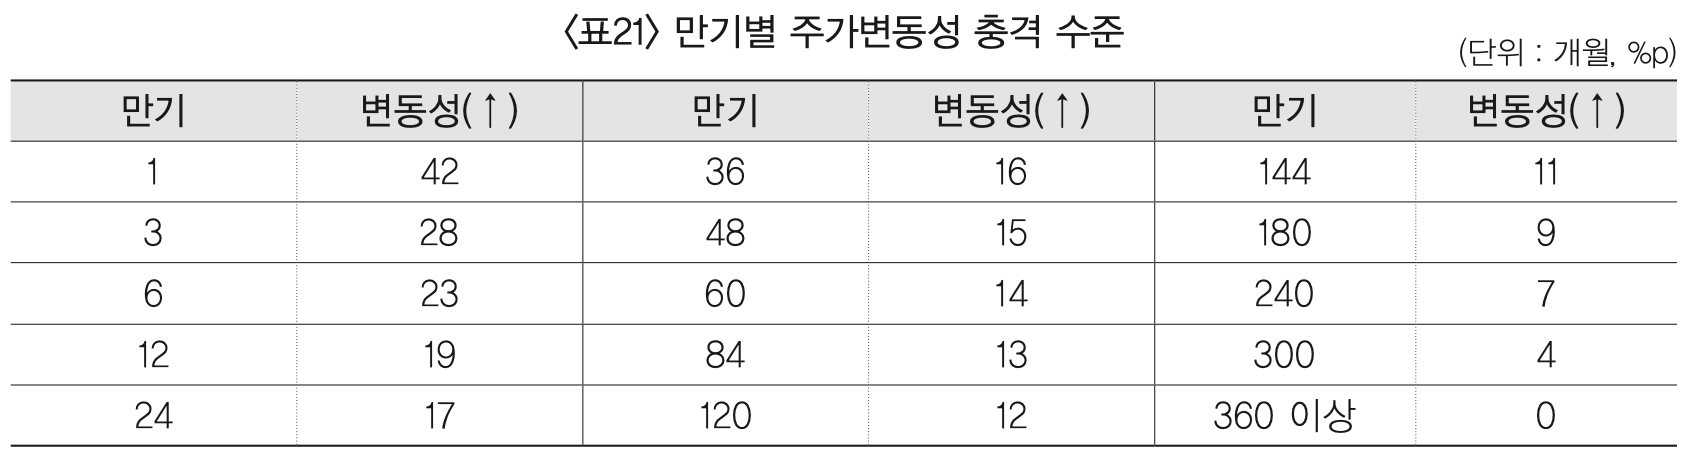 〈표21〉 만기별 주가변동성 충격 수준
(단위 : 개월, %p)
만기 변동성(↑) 만기 변동성(↑) 만기 변동성(↑)
1 42 36 16 144 11
3 28 48 15 180 9
6 23 60 14 240 7
12 19 84 13 300 4
24 17 120 12 360 이상 0